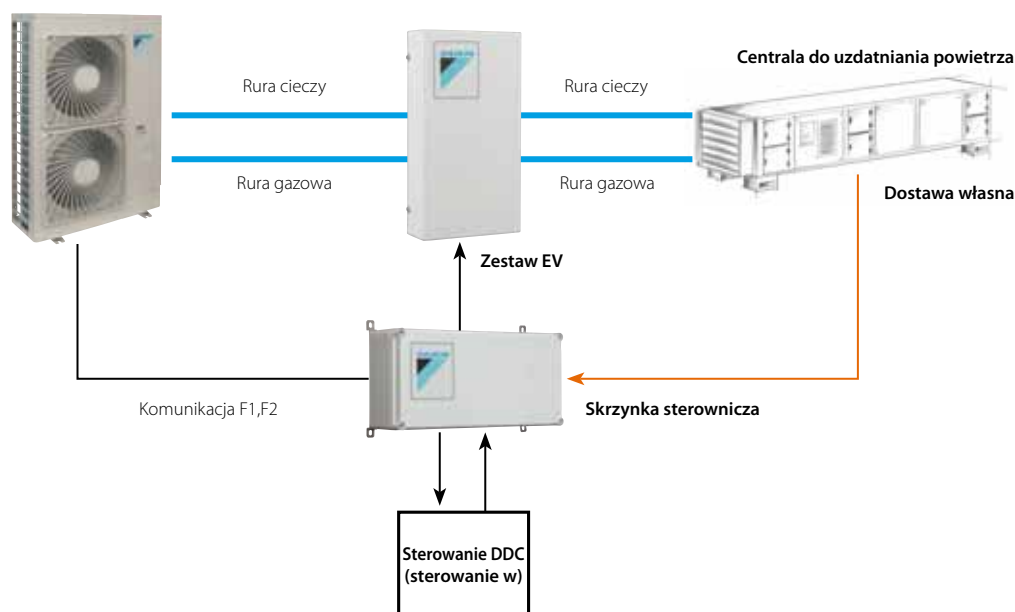 Centrala do uzdatniania powietrza
Rura cieczy
Rura cieczy
Rura gazowa
Rura gazowa
Dostawa własna
Zestaw EV
Komunikacja F1,F2
Skrzynka sterownicza
Sterowanie DDC
(sterowanie w)